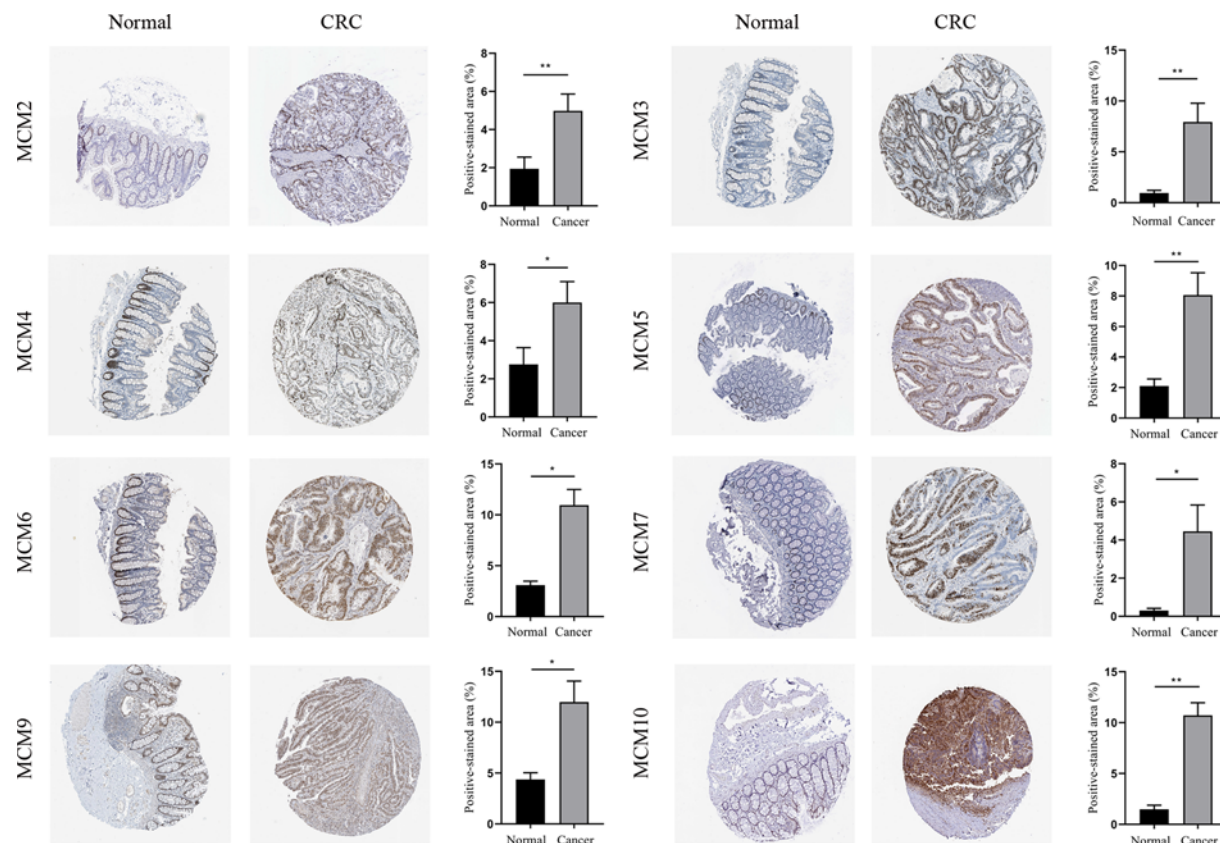 Normal
CRC
Normal
CRC
MCM2
Positive-stained area (%)
8
6
4
2
0
**
Normal
Cancer
MCM3
Positive-stained area (%)
15
10
5
0
**
Normal
Cancer
MCM4
Positive-stained area (%)
8
6
4
2
0
*
Normal
Cancer
MCM5
Positive-stained area (%)
10
8
6
4
2
0
**
Normal
Cancer
MCM6
Positive-stained area (%)
15
10
5
0
*
Normal
Cancer
MCM7
Positive-stained area (%)
8
6
4
2
0
*
Normal
Cancer
MCM9
Positive-stained area (%)
15
10
5
0
*
Normal
Cancer
MCM10
Positive-stained area (%)
15
10
5
0
**
Normal
Cancer